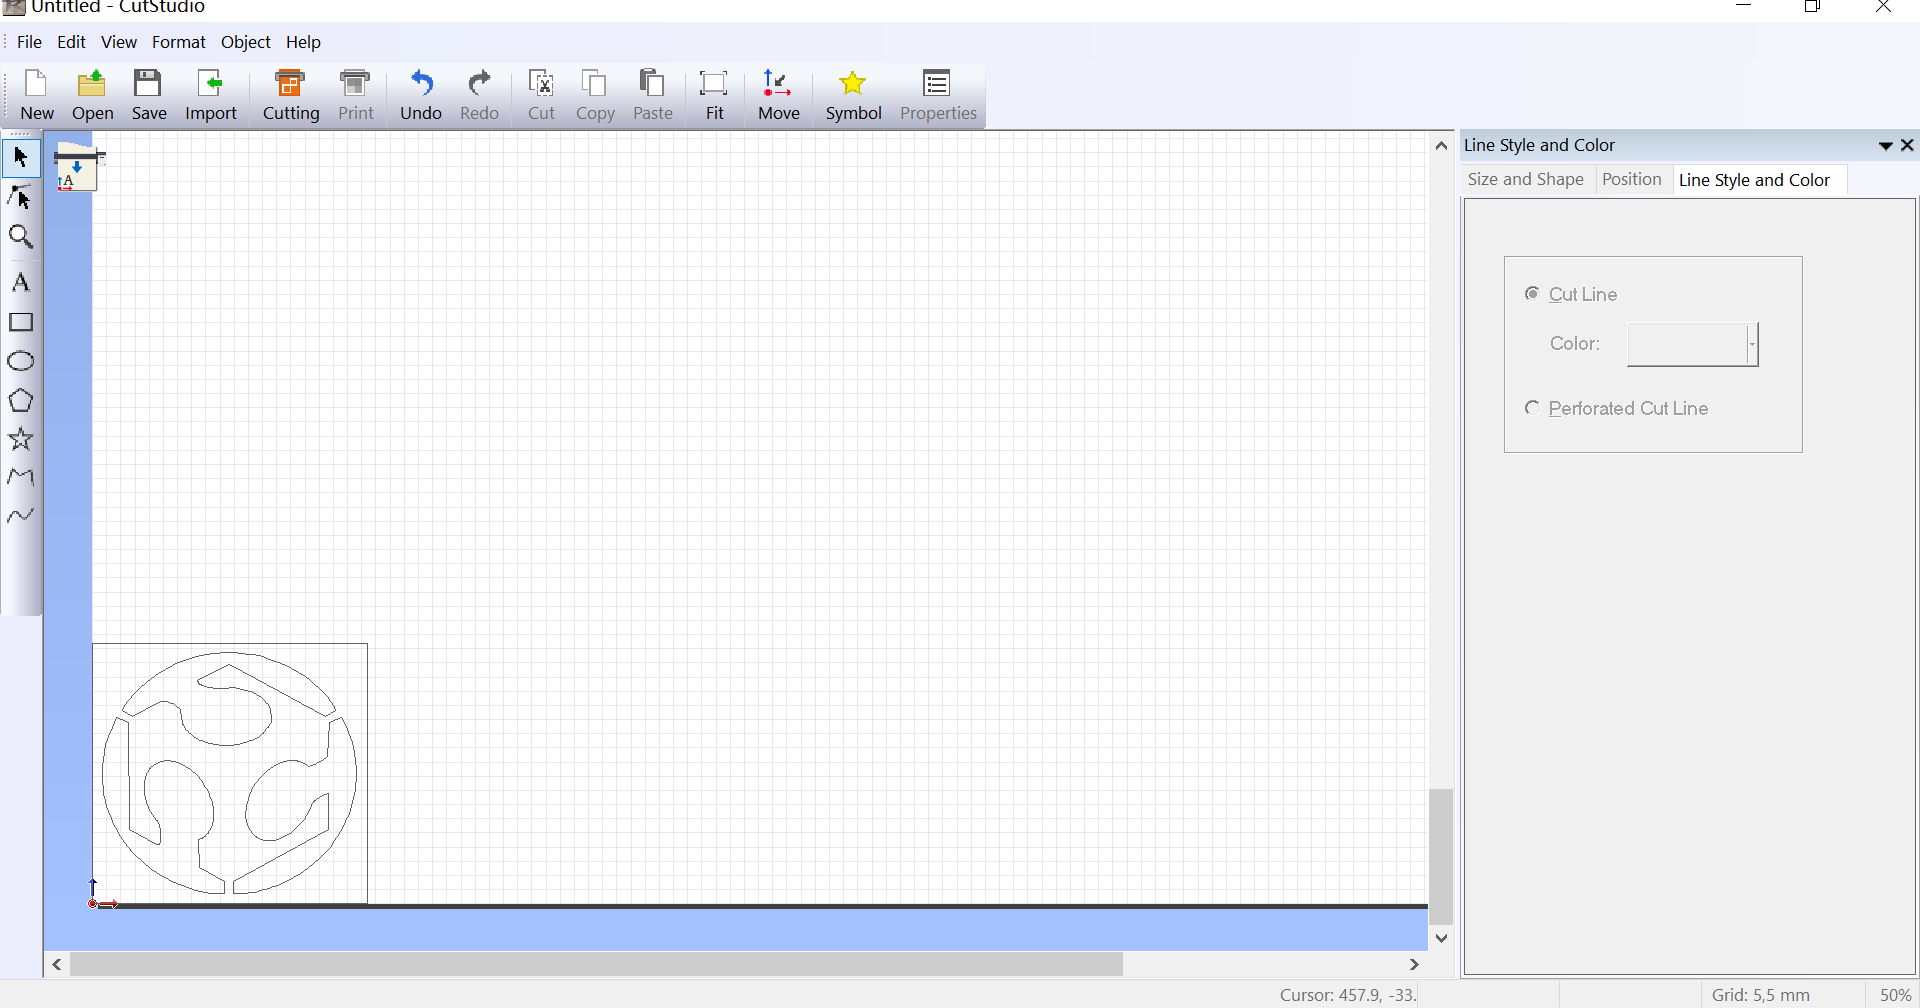 Untitled - CutStudio
File Edit View Format Object Help
New Open Save Import Cutting Print Undo Redo Cut Copy Paste Fit Move Symbol Properties
A
A
Line Style and Color
Size and Shape Position Line Style and Color
Cut Line
Color:
Perforated Cut Line
Cursor: 457.9, -33.
Grid: 5,5 mm
50%